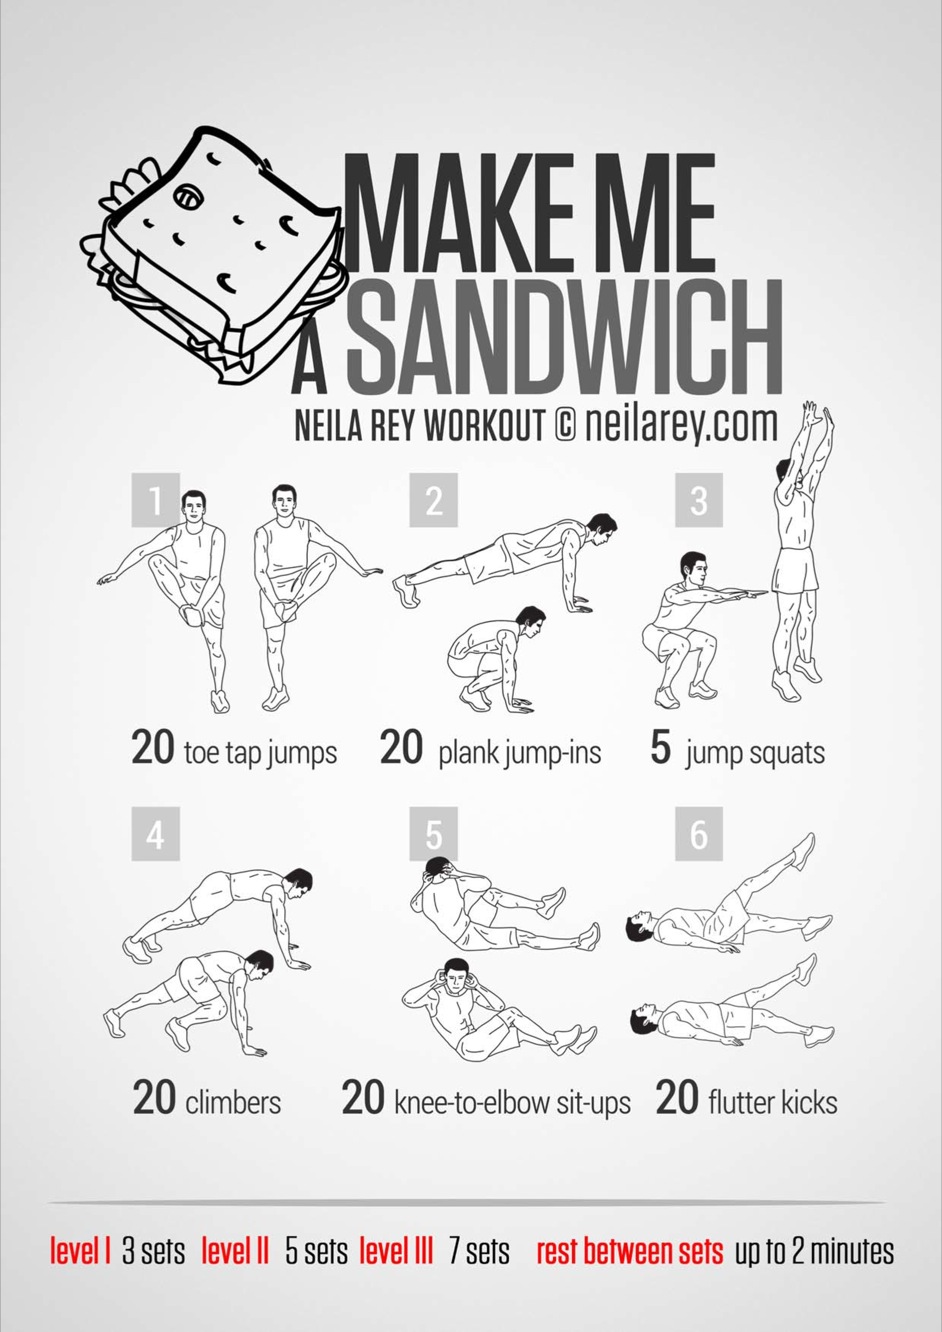 MAKE ME
A SANDWICH
NEILA REY WORKOUT © neilarey.com
1
2
3
20 toe tap jumps
20 plank jump-ins
5 jump squats
4
5
6
20 climbers
20 knee-to-elbow sit-ups
20 flutter kicks
level I 3 sets level II 5 sets level III 7 sets rest between sets up to 2 minutes